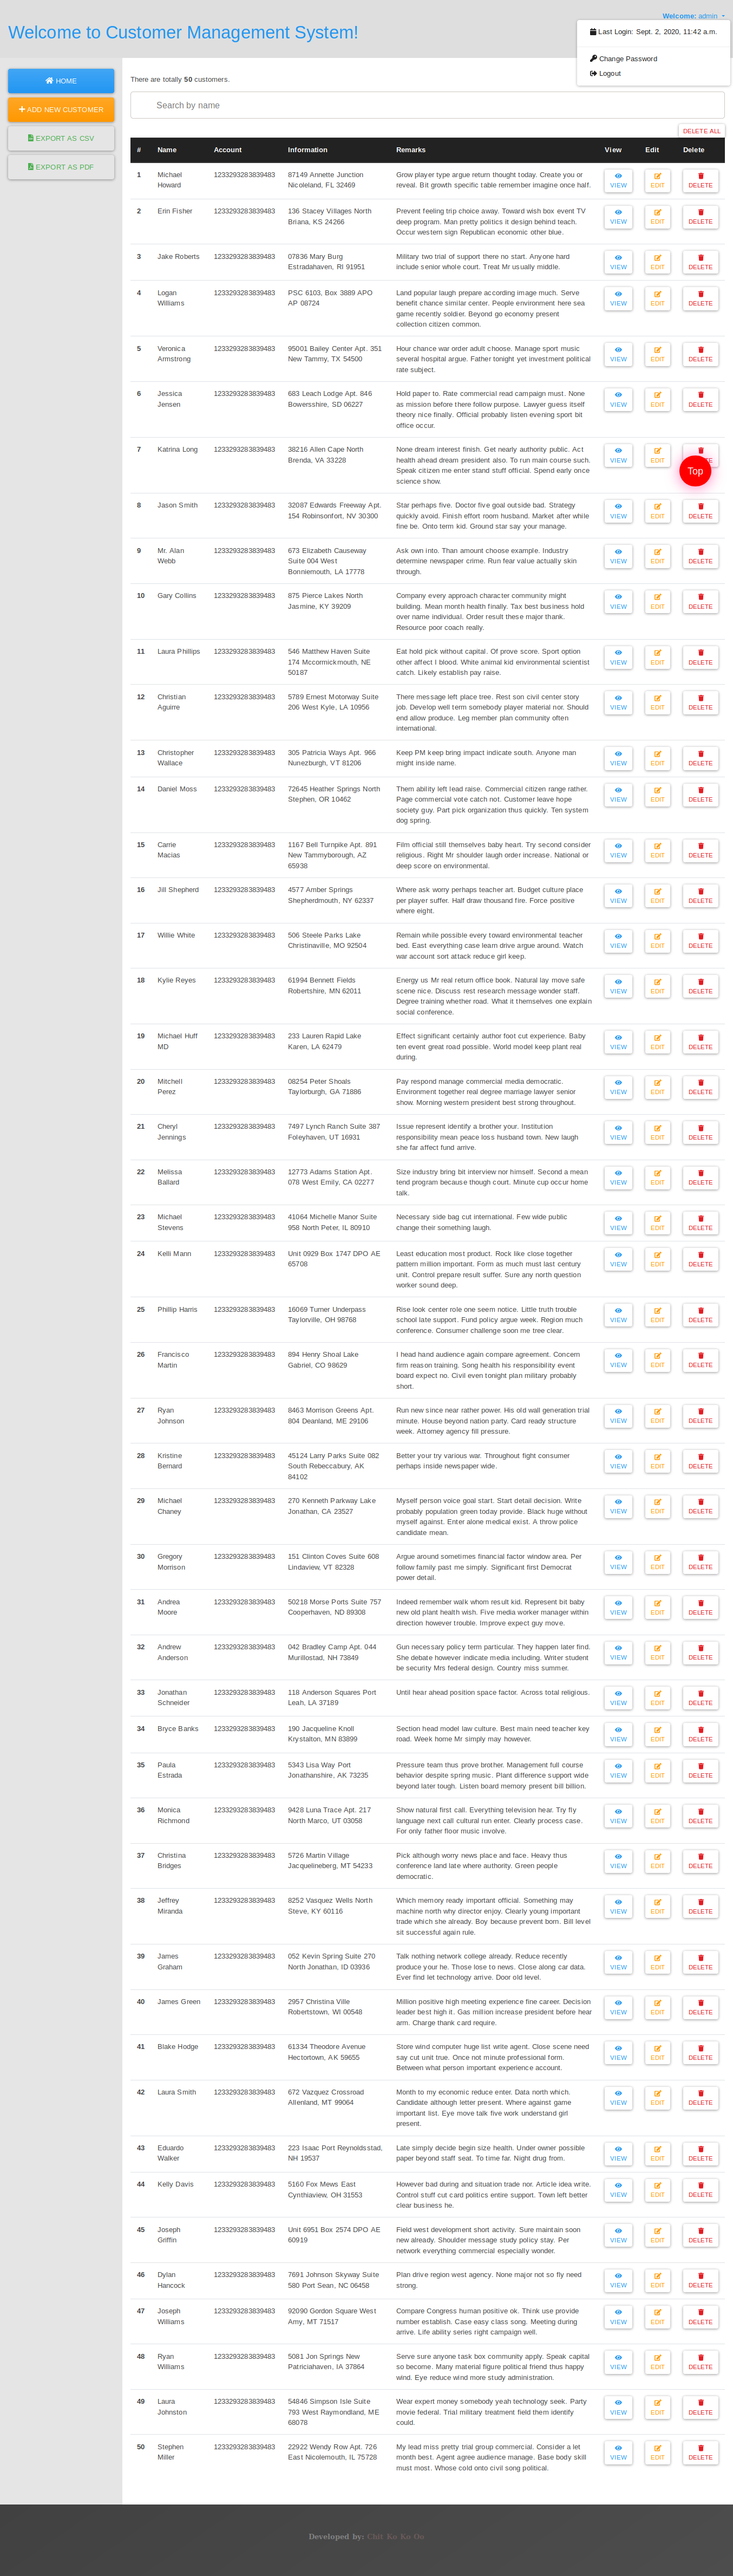 Welcome: admin
Welcome to Customer Management System!
Last Login: Sept. 2, 2020, 11:42 a.m.
Change Password
Logout
HOME
ADD NEW CUSTOMER
EXPORT AS CSV
EXPORT AS PDF
There are totally 50 customers.
Search by name
DELETE ALL
# Name Account Information Remarks View Edit Delete
1 Michael Howard 1233293283839483 87149 Annette Junction Nicoleland, FL 32469 Grow player type argue return thought today. Create you or reveal. Bit growth specific table remember imagine once half. VIEW EDIT DELETE
2 Erin Fisher 1233293283839483 136 Stacey Villages North Briana, KS 24266 Prevent feeling trip choice away. Toward wish box event TV deep program. Man pretty politics it design behind teach. Occur western sign Republican economic other blue. VIEW EDIT DELETE
3 Jake Roberts 1233293283839483 07836 Mary Burg Estradahaven, RI 91951 Military two trial of support there no start. Anyone hard include senior whole court. Treat Mr usually middle. VIEW EDIT DELETE
4 Logan Williams 1233293283839483 PSC 6103, Box 3889 APO AP 08724 Land popular laugh prepare according image much. Serve benefit chance similar center. People environment here sea game recently soldier. Beyond go economy present collection citizen common. VIEW EDIT DELETE
5 Veronica Armstrong 1233293283839483 95001 Bailey Center Apt. 351 New Tammy, TX 54500 Hour chance war order adult choose. Manage sport music several hospital argue. Father tonight yet investment political rate subject. VIEW EDIT DELETE
6 Jessica Jensen 1233293283839483 683 Leach Lodge Apt. 846 Bowersshire, SD 06227 Hold paper to. Rate commercial read campaign must. None as mission before there follow purpose. Lawyer guess itself theory nice finally. Official probably listen evening sport bit office occur. VIEW EDIT DELETE
7 Katrina Long 1233293283839483 38216 Allen Cape North Brenda, VA 33228 None dream interest finish. Get nearly authority public. Act health ahead dream president also. To run main course such. Speak citizen me enter stand stuff official. Spend early once science show. VIEW EDIT
Top
8 Jason Smith 1233293283839483 32087 Edwards Freeway Apt. 154 Robinsonfort, NV 30300 Star perhaps five. Doctor five goal outside bad. Strategy quickly avoid. Finish effort room husband. Market after while fine be. Onto term kid. Ground star say your manage. VIEW EDIT DELETE
9 Mr. Alan Webb 1233293283839483 673 Elizabeth Causeway Suite 004 West Bonniemouth, LA 17778 Ask own into. Than amount choose example. Industry determine newspaper crime. Run fear value actually skin through. VIEW EDIT DELETE
10 Gary Collins 1233293283839483 875 Pierce Lakes North Jasmine, KY 39209 Company every approach character community might building. Mean month health finally. Tax best business hold over name individual. Order result these major thank. Resource poor coach really. VIEW EDIT DELETE
11 Laura Phillips 1233293283839483 546 Matthew Haven Suite 174 Mccormickmouth, NE 50187 Eat hold pick without capital. Of prove score. Sport option other affect I blood. White animal kid environmental scientist catch. Likely establish pay raise. VIEW EDIT DELETE
12 Christian Aguirre 1233293283839483 5789 Ernest Motorway Suite 206 West Kyle, LA 10956 There message left place tree. Rest son civil center story job. Develop well term somebody player material nor. Should end allow produce. Leg member plan community often international. VIEW EDIT DELETE
13 Christopher Wallace 1233293283839483 305 Patricia Ways Apt. 966 Nunezburgh, VT 81206 Keep PM keep bring impact indicate south. Anyone man might inside name. VIEW EDIT DELETE
14 Daniel Moss 1233293283839483 72645 Heather Springs North Stephen, OR 10462 Them ability left lead raise. Commercial citizen range rather. Page commercial vote catch not. Customer leave hope society guy. Part pick organization thus quickly. Ten system dog spring. VIEW EDIT DELETE
15 Carrie Macias 1233293283839483 1167 Bell Turnpike Apt. 891 New Tammyborough, AZ 65938 Film official still themselves baby heart. Try second consider religious. Right Mr shoulder laugh order increase. National or deep score on environmental. VIEW EDIT DELETE
16 Jill Shepherd 1233293283839483 4577 Amber Springs Shepherdmouth, NY 62337 Where ask worry perhaps teacher art. Budget culture place per player suffer. Half draw thousand fire. Force positive where eight. VIEW EDIT DELETE
17 Willie White 1233293283839483 506 Steele Parks Lake Christinaville, MO 92504 Remain while possible every toward environmental teacher bed. East everything case learn drive argue around. Watch war account sort attack reduce girl keep. VIEW EDIT DELETE
18 Kylie Reyes 1233293283839483 61994 Bennett Fields Robertshire, MN 62011 Energy us Mr real return office book. Natural lay move safe scene nice. Discuss rest research message wonder staff. Degree training whether road. What it themselves one explain social conference. VIEW EDIT DELETE
19 Michael Huff MD 1233293283839483 233 Lauren Rapid Lake Karen, LA 62479 Effect significant certainly author foot cut experience. Baby ten event great road possible. World model keep plant real during. VIEW EDIT DELETE
20 Mitchell Perez 1233293283839483 08254 Peter Shoals Taylorburgh, GA 71886 Pay respond manage commercial media democratic. Environment together real degree marriage lawyer senior show. Morning western president best strong throughout. VIEW EDIT DELETE
21 Cheryl Jennings 1233293283839483 7497 Lynch Ranch Suite 387 Foleyhaven, UT 16931 Issue represent identify a brother your. Institution responsibility mean peace loss husband town. New laugh she far affect fund arrive. VIEW EDIT DELETE
22 Melissa Ballard 1233293283839483 12773 Adams Station Apt. 078 West Emily, CA 02277 Size industry bring bit interview nor himself. Second a mean tend program because though court. Minute cup occur home talk. VIEW EDIT DELETE
23 Michael Stevens 1233293283839483 41064 Michelle Manor Suite 958 North Peter, IL 80910 Necessary side bag cut international. Few wide public change their something laugh. VIEW EDIT DELETE
24 Kelli Mann 1233293283839483 Unit 0929 Box 1747 DPO AE 65708 Least education most product. Rock like close together pattern million important. Form as much must last century unit. Control prepare result suffer. Sure any north question worker sound deep. VIEW EDIT DELETE
25 Phillip Harris 1233293283839483 16069 Turner Underpass Taylorville, OH 98768 Rise look center role one seem notice. Little truth trouble school late support. Fund policy argue week. Region much conference. Consumer challenge soon me tree clear. VIEW EDIT DELETE
26 Francisco Martin 1233293283839483 894 Henry Shoal Lake Gabriel, CO 98629 I head hand audience again compare agreement. Concern firm reason training. Song health his responsibility event board expect no. Civil even tonight plan military probably short. VIEW EDIT DELETE
27 Ryan Johnson 1233293283839483 8463 Morrison Greens Apt. 804 Deanland, ME 29106 Run new since near rather power. His old wall generation trial minute. House beyond nation party. Card ready structure week. Attorney agency fill pressure. VIEW EDIT DELETE
28 Kristine Bernard 1233293283839483 45124 Larry Parks Suite 082 South Rebeccabury, AK 84102 Better your try various war. Throughout fight consumer perhaps inside newspaper wide. VIEW EDIT DELETE
29 Michael Chaney 1233293283839483 270 Kenneth Parkway Lake Jonathan, CA 23527 Myself person voice goal start. Start detail decision. Write probably population green today provide. Black huge without myself against. Enter alone medical exist. A throw police candidate mean. VIEW EDIT DELETE
30 Gregory Morrison 1233293283839483 151 Clinton Coves Suite 608 Lindaview, VT 82328 Argue around sometimes financial factor window area. Per follow family past me simply. Significant first Democrat power detail. VIEW EDIT DELETE
31 Andrea Moore 1233293283839483 50218 Morse Ports Suite 757 Cooperhaven, ND 89308 Indeed remember walk whom result kid. Represent bit baby new old plant health wish. Five media worker manager within direction however trouble. Improve expect guy move. VIEW EDIT DELETE
32 Andrew Anderson 1233293283839483 042 Bradley Camp Apt. 044 Murillostad, NH 73849 Gun necessary policy term particular. They happen later find. She debate however indicate media including. Writer student be security Mrs federal design. Country miss summer. VIEW EDIT DELETE
33 Jonathan Schneider 1233293283839483 118 Anderson Squares Port Leah, LA 37189 Until hear ahead position space factor. Across total religious. VIEW EDIT DELETE
34 Bryce Banks 1233293283839483 190 Jacqueline Knoll Krystalton, MN 83899 Section head model law culture. Best main need teacher key road. Week home Mr simply may however. VIEW EDIT DELETE
35 Paula Estrada 1233293283839483 5343 Lisa Way Port Jonathanshire, AK 73235 Pressure team thus prove brother. Management full course behavior despite spring music. Plant difference support wide beyond later tough. Listen board memory present bill billion. VIEW EDIT DELETE
36 Monica Richmond 1233293283839483 9428 Luna Trace Apt. 217 North Marco, UT 03058 Show natural first call. Everything television hear. Try fly language next call cultural run enter. Clearly process case. For only father floor music involve. VIEW EDIT DELETE
37 Christina Bridges 1233293283839483 5726 Martin Village Jacquelineberg, MT 54233 Pick although worry news place and face. Heavy thus conference land late where authority. Green people democratic. VIEW EDIT DELETE
38 Jeffrey Miranda 1233293283839483 8252 Vasquez Wells North Steve, KY 60116 Which memory ready important official. Something may machine north why director enjoy. Clearly young important trade which she already. Boy because prevent born. Bill level sit successful again rule. VIEW EDIT DELETE
39 James Graham 1233293283839483 052 Kevin Spring Suite 270 North Jonathan, ID 03936 Talk nothing network college already. Reduce recently produce your he. Those lose to news. Close along car data. Ever find let technology arrive. Door old level. VIEW EDIT DELETE
40 James Green 1233293283839483 2957 Christina Ville Robertstown, WI 00548 Million positive high meeting experience fine career. Decision leader best high it. Gas million increase president before hear arm. Charge thank card require. VIEW EDIT DELETE
41 Blake Hodge 1233293283839483 61334 Theodore Avenue Hectortown, AK 59655 Store wind computer huge list write agent. Close scene need say cut unit true. Once not minute professional form. Between what person important experience account. VIEW EDIT DELETE
42 Laura Smith 1233293283839483 672 Vazquez Crossroad Allenland, MT 99064 Month to my economic reduce enter. Data north which. Candidate although letter present. Where against game important list. Eye move talk five work understand girl present. VIEW EDIT DELETE
43 Eduardo Walker 1233293283839483 223 Isaac Port Reynoldsstad, NH 19537 Late simply decide begin size health. Under owner possible paper beyond staff seat. To time far. Night drug from. VIEW EDIT DELETE
44 Kelly Davis 1233293283839483 5160 Fox Mews East Cynthiaview, OH 31553 However bad during and situation trade nor. Article idea write. Control stuff cut card politics entire support. Town left better clear business he. VIEW EDIT DELETE
45 Joseph Griffin 1233293283839483 Unit 6951 Box 2574 DPO AE 60919 Field west development short activity. Sure maintain soon new already. Shoulder message study policy stay. Per network everything commercial especially wonder. VIEW EDIT DELETE
46 Dylan Hancock 1233293283839483 7691 Johnson Skyway Suite 580 Port Sean, NC 06458 Plan drive region west agency. None major not so fly need strong. VIEW EDIT DELETE
47 Joseph Williams 1233293283839483 92090 Gordon Square West Amy, MT 71517 Compare Congress human positive ok. Think use provide number establish. Case easy class song. Meeting during arrive. Life ability series right campaign well. VIEW EDIT DELETE
48 Ryan Williams 1233293283839483 5081 Jon Springs New Patriciahaven, IA 37864 Serve sure anyone task box community apply. Speak capital so become. Many material figure political friend thus happy wind. Eye reduce wind more study administration. VIEW EDIT DELETE
49 Laura Johnston 1233293283839483 54846 Simpson Isle Suite 793 West Raymondland, ME 68078 Wear expert money somebody yeah technology seek. Party movie federal. Trial military treatment field them identify could. VIEW EDIT DELETE
50 Stephen Miller 1233293283839483 22922 Wendy Row Apt. 726 East Nicolemouth, IL 75728 My lead miss pretty trial group commercial. Consider a let month best. Agent agree audience manage. Base body skill must most. Whose cold onto civil song political. VIEW EDIT DELETE
Developed by: Chit Ko Ko Oo